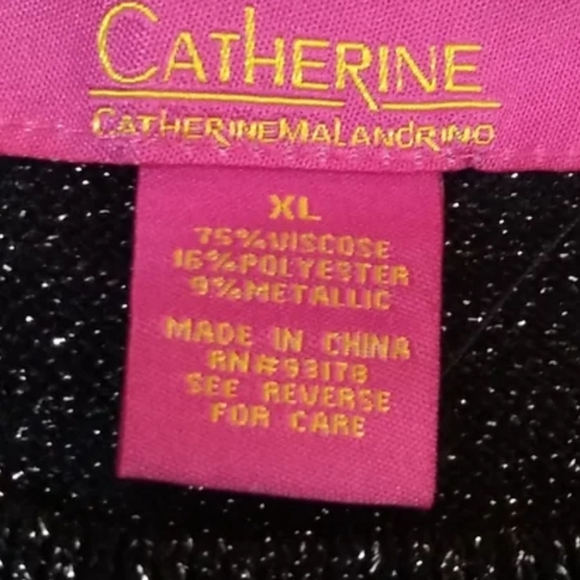 CATHERINE
CATHERINEMALANDRINO
XL
75%VISCOSE
16%POLYESTER
9%METALLIC
MADE IN CHINA
RN#93178
SEE REVERSE
FOR CARE